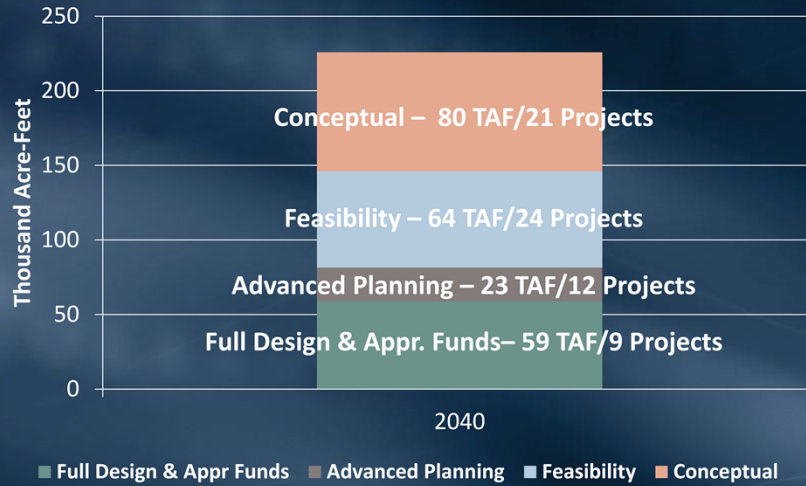 250
200
150
100
50
0
Thousand Acre-Feet
Conceptual – 80 TAF/21 Projects
Feasibility – 64 TAF/24 Projects
Advanced Planning – 23 TAF/12 Projects
Full Design & Appr. Funds– 59 TAF/9 Projects
2040
Full Design & Appr Funds Advanced Planning Feasibility Conceptual